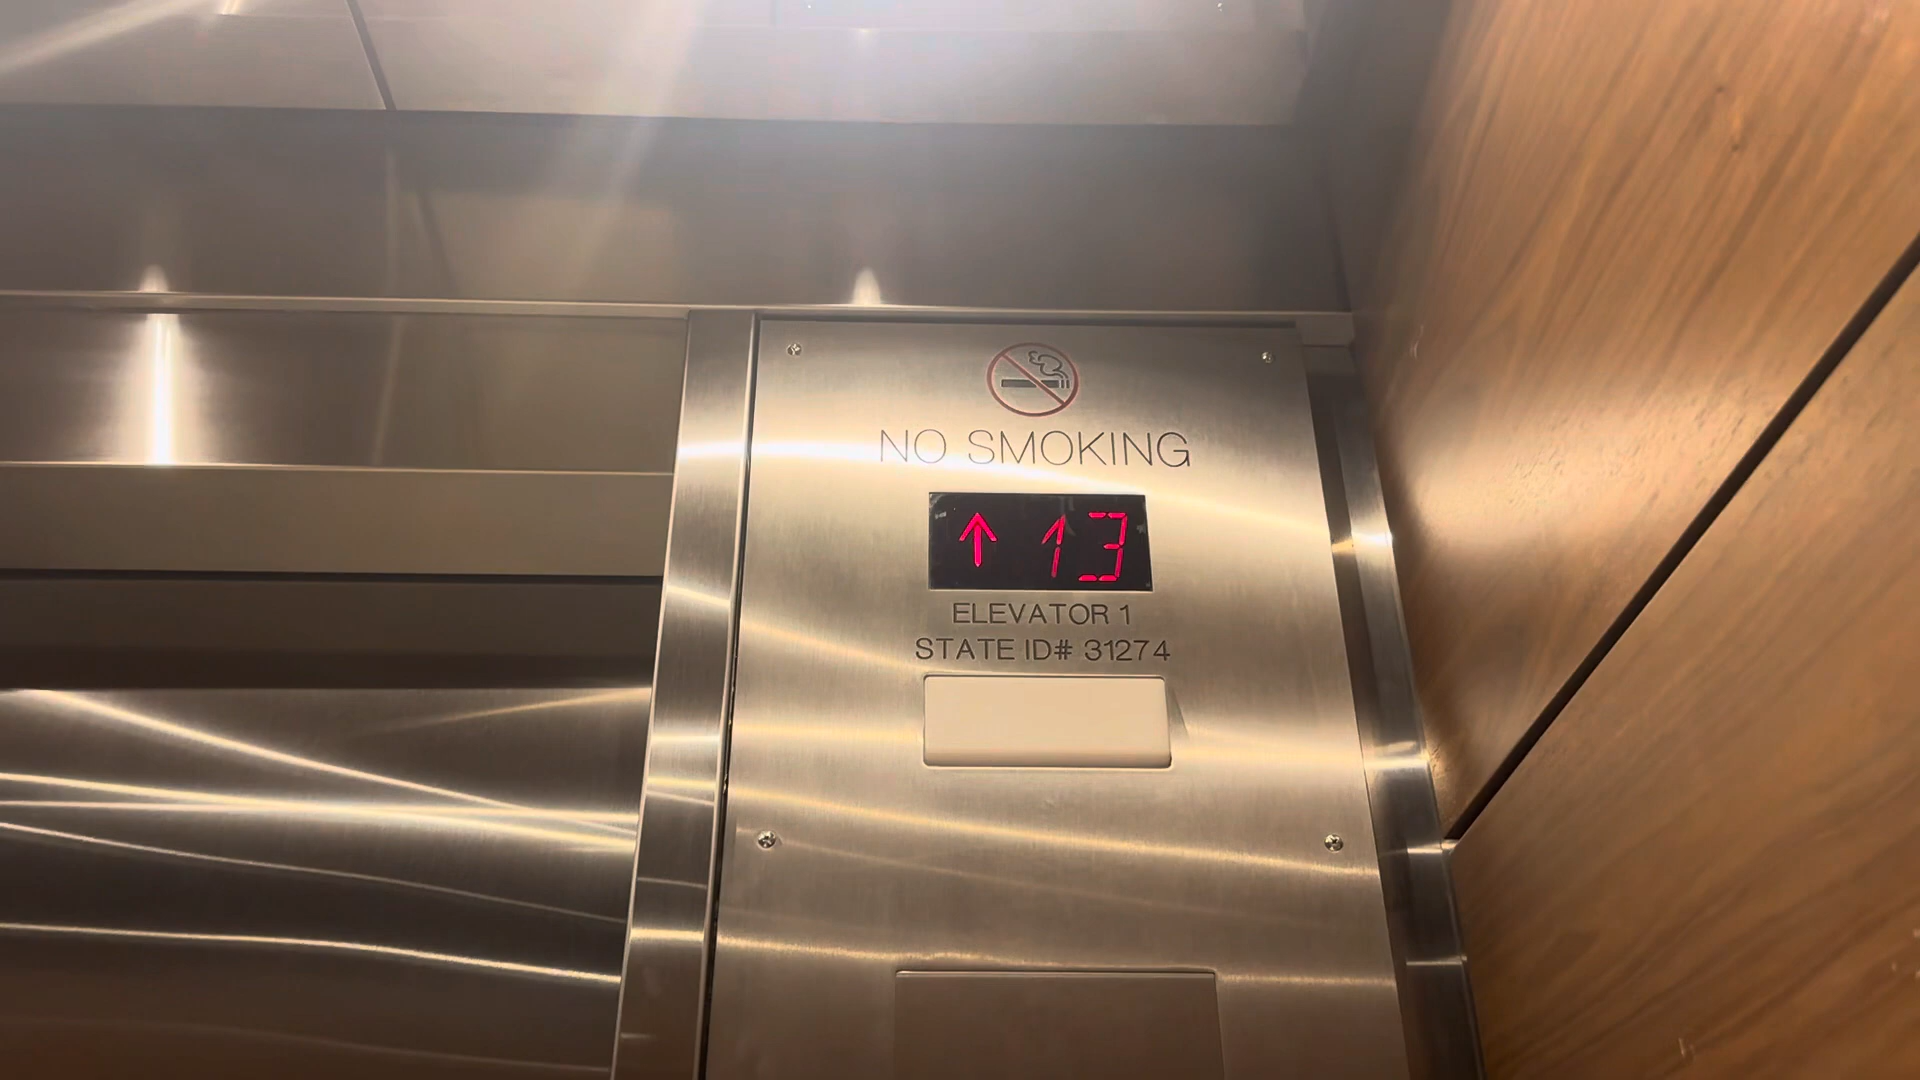 NO SMOKING
↑ 13
ELEVATOR 1
STATE ID# 31274